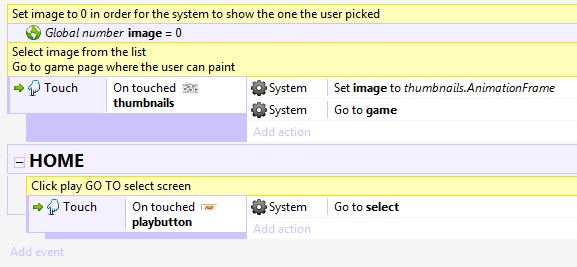 Set image to 0 in order for the system to show the one the user picked
Global number image = 0
Select image from the list
Go to game page where the user can paint
Touch On touched thumbnails System Set image to thumbnails.AnimationFrame
System Go to game
Add action
HOME
Click play GO TO select screen
Touch On touched playbutton System Go to select
Add action
Add event